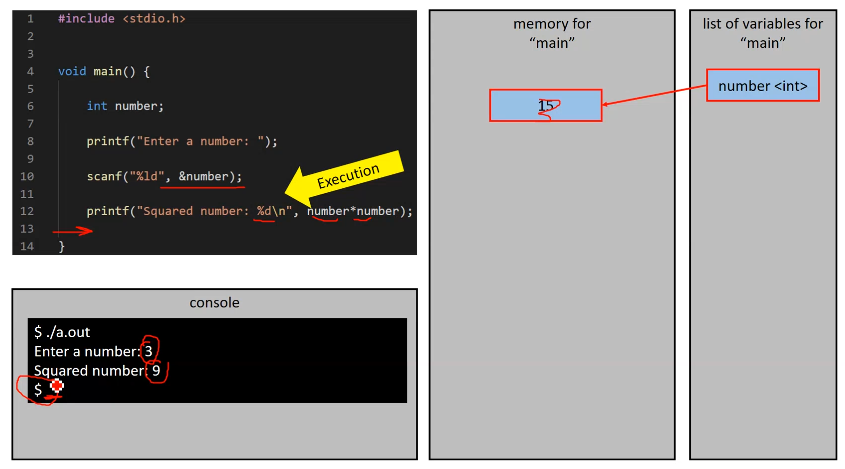 1 #include <stdio.h>
2
3
4 void main() {
5
6 int number;
7
8 printf("Enter a number: ");
9
10 scanf("%ld", &number);
11
12 printf("Squared number: %d\n", number*number);
13
14 }
Execution
console
$ ./a.out
Enter a number: 3
Squared number: 9
$
memory for
“main”
15
list of variables for
“main”
number <int>